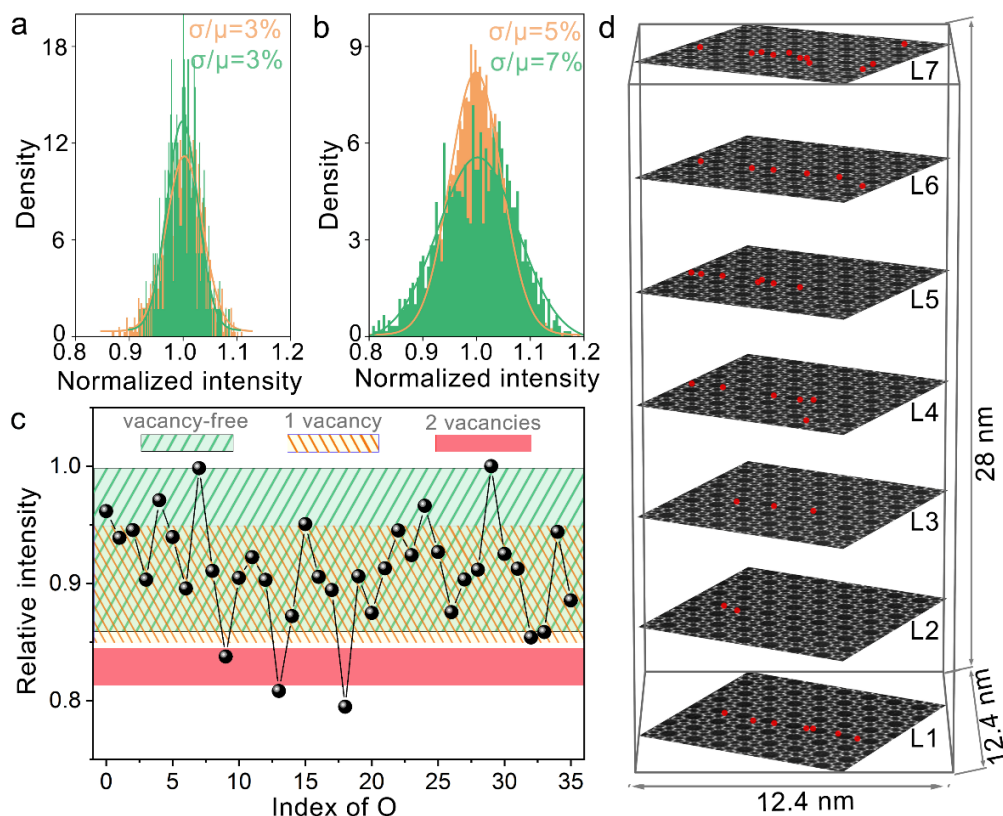 a
σ/μ=3%
σ/μ=3%
18
12
6
0
Density
0.8 0.9 1.0 1.1 1.2
Normalized intensity
b
σ/μ=5%
σ/μ=7%
9
6
3
0
Density
0.8 0.9 1.0 1.1 1.2
Normalized intensity
c
vacancy-free 1 vacancy 2 vacancies
1.0
0.9
0.8
Relative intensity
0 5 10 15 20 25 30 35
Index of O
d
L7
L6
L5
L4
L3
L2
L1
28 nm
12.4 nm
12.4 nm